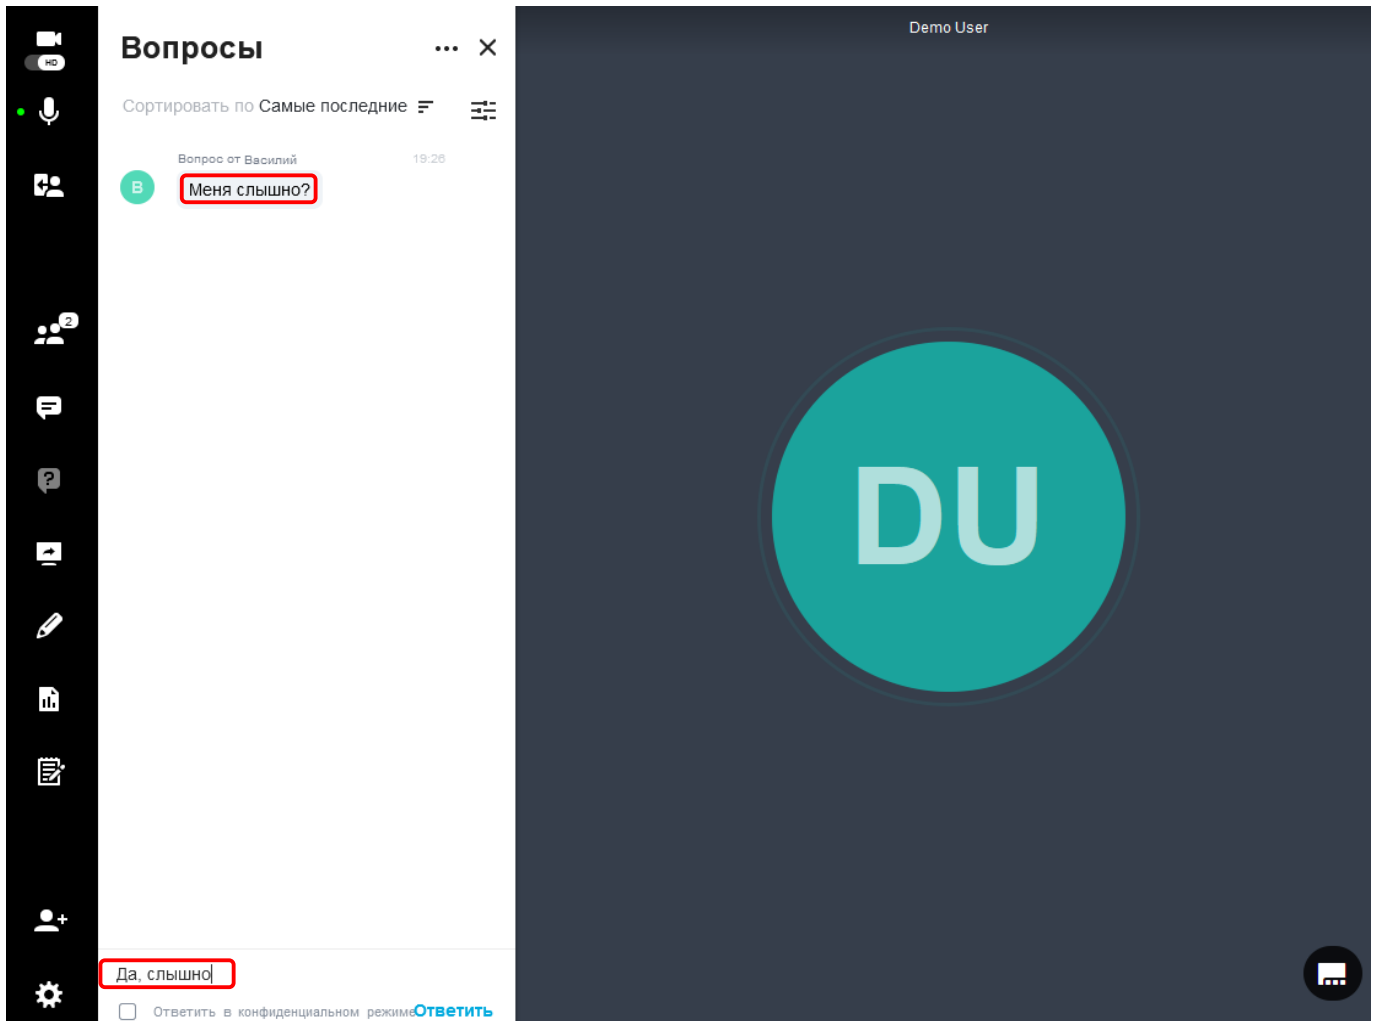 Demo User
HD
Вопросы
Сортировать по Самые последние
Вопрос от Василий 19:26
В
Меня слышно?
2
DU
Да, слышно
Ответить в конфиденциальном режиме Ответить